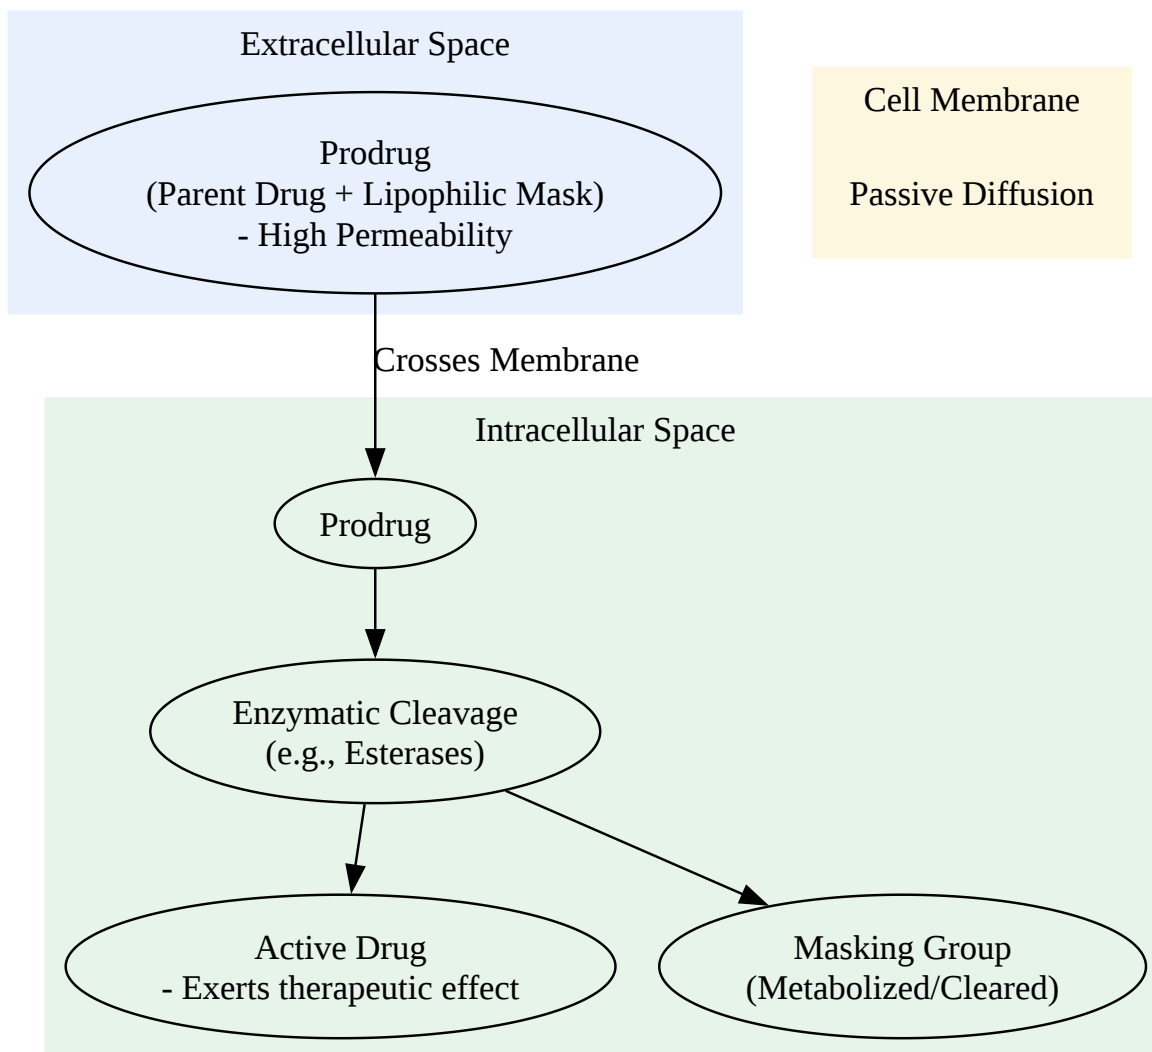 Extracellular Space
Prodrug
(Parent Drug + Lipophilic Mask)
- High Permeability
Cell Membrane
Passive Diffusion
Crosses Membrane
Intracellular Space
Prodrug
Enzymatic Cleavage
(e.g., Esterases)
Active Drug
- Exerts therapeutic effect
Masking Group
(Metabolized/Cleared)